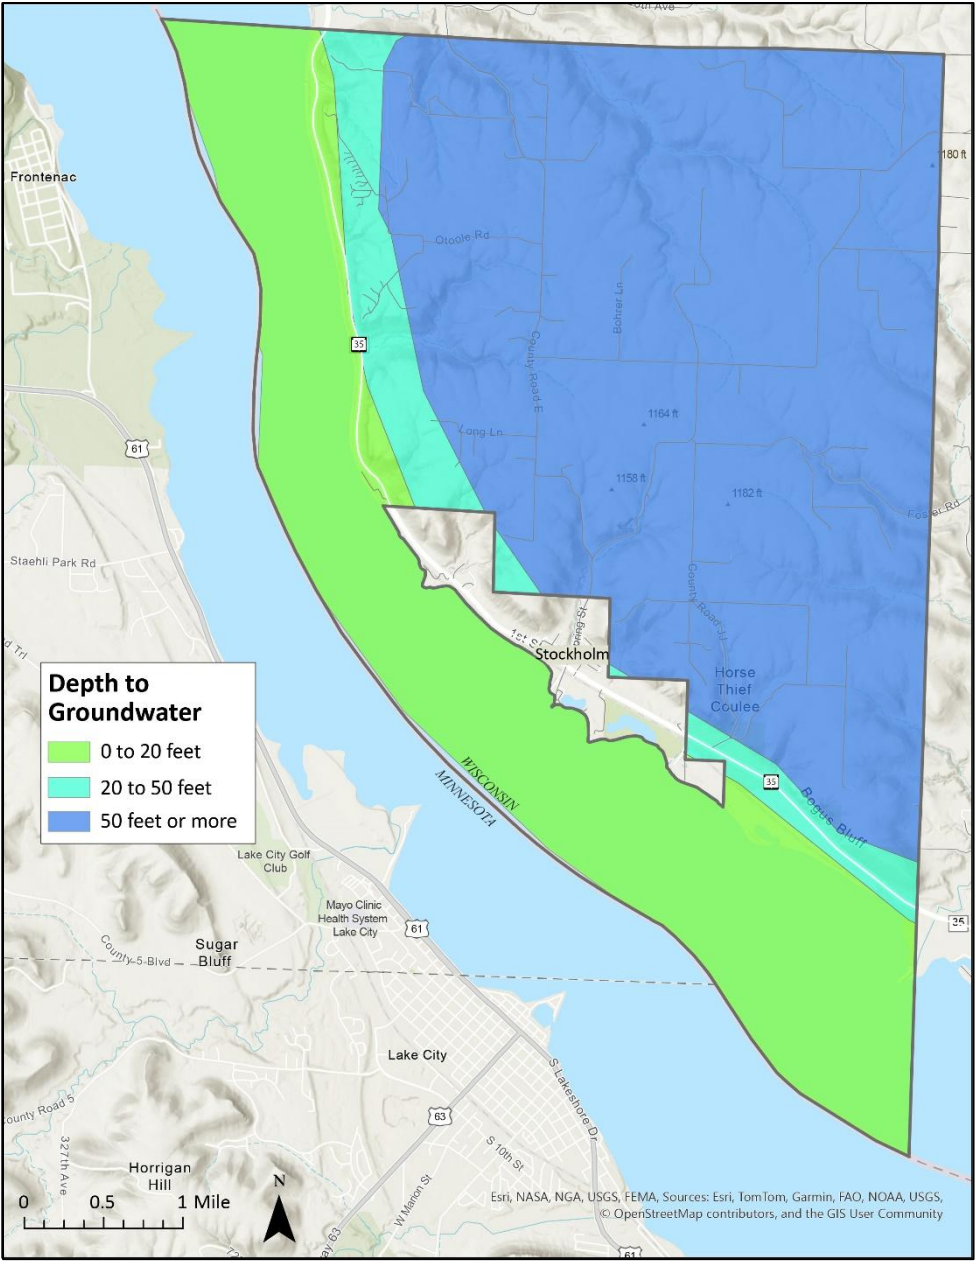 Frontenac
180 ft
Otoole Rd
Bohrer Ln
35
County Road E
1164 ft
Long Ln
61
1158 ft
1182 ft
Foster Rd
Staehli Park Rd
County Road J
1st S
Spring St
Stockholm
Horse
Thief
Coulee
Depth to
Groundwater
0 to 20 feet
20 to 50 feet
50 feet or more
WISCONSIN
MINNESOTA
35
Bogus Bluff
Lake City Golf
Club
Mayo Clinic
Health System
Lake City
61
35
Sugar
Bluff
County 5 Blvd
Lake City
S Lakeshore Dr
County Road 5
63
327th Ave
S 10th St
Horrigan
Hill
W Marion St
N
0 0.5 1 Mile
Esri, NASA, NGA, USGS, FEMA, Sources: Esri, TomTom, Garmin, FAO, NOAA, USGS,
© OpenStreetMap contributors, and the GIS User Community
61